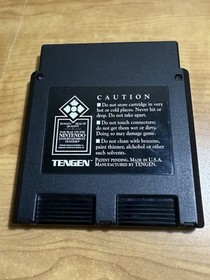 CAUTION
■ Do not store cartridge in very
hot or cold places. Never hit or
drop. Do not take apart.
■ Do not touch connectors;
do not get them wet or dirty.
Doing so may damage game.
■ Do not clean with benzene,
paint thinner, alcohol or other
such solvents.
NINTENDO
ENTERTAINMENT
SYSTEM
TENGEN
PATENT PENDING. MADE IN U.S.A.
MANUFACTURED BY TENGEN.